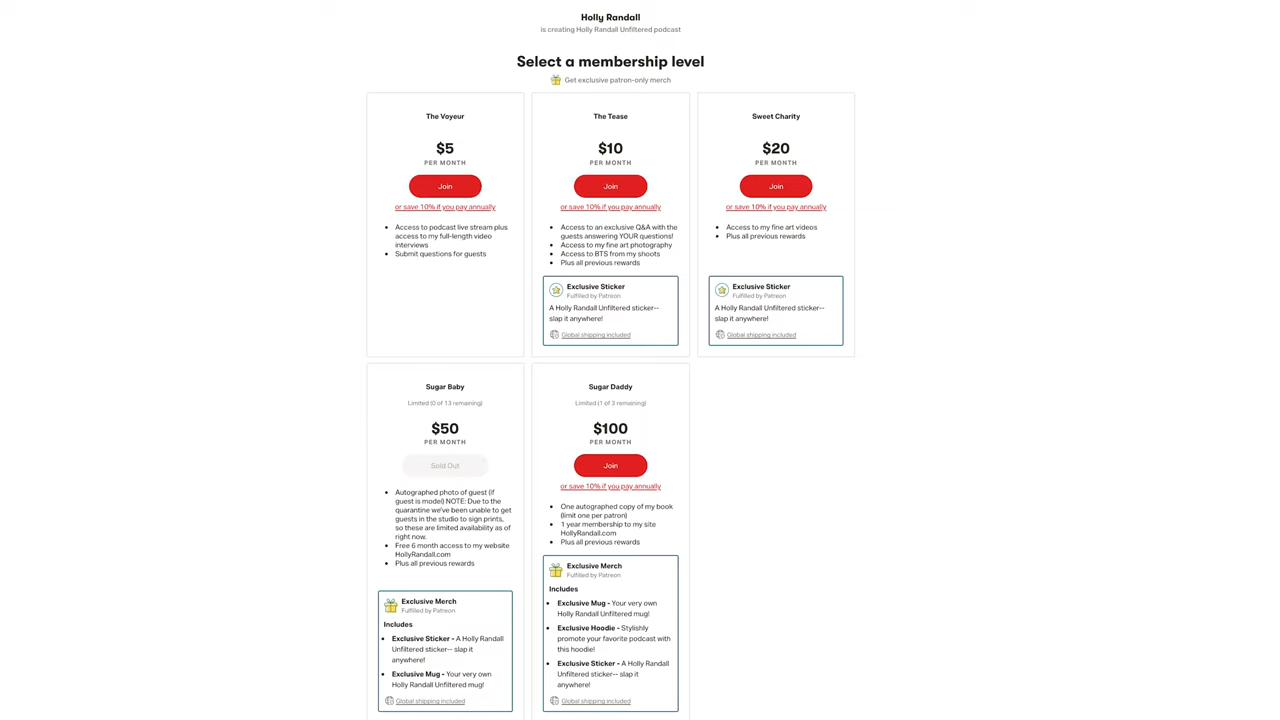 Holly Randall
is creating Holly Randall Unfiltered podcast
Select a membership level
Get exclusive patron-only merch
The Voyeur
$5
PER MONTH
Join
or save 10% if you pay annually
Access to podcast live stream plus
access to my full-length video
interviews
Submit questions for guests
The Tease
$10
PER MONTH
Join
or save 10% if you pay annually
Access to an exclusive Q&A with the
guests answering YOUR questions!
Access to my fine art photography
Access to BTS from my shoots
Plus all previous rewards
Exclusive Sticker
Fulfilled by Patreon
A Holly Randall Unfiltered sticker--
slap it anywhere!
Global shipping included
Sweet Charity
$20
PER MONTH
Join
or save 10% if you pay annually
Access to my fine art videos
Plus all previous rewards
Exclusive Sticker
Fulfilled by Patreon
A Holly Randall Unfiltered sticker--
slap it anywhere!
Global shipping included
Sugar Baby
Limited (0 of 13 remaining)
$50
PER MONTH
Sold Out
Autographed photo of guest (if
guest is model) NOTE: Due to the
quarantine we've been unable to get
guests in the studio to sign prints,
so these are limited availability as of
right now.
Free 6 month access to my website
HollyRandall.com
Plus all previous rewards
Exclusive Merch
Fulfilled by Patreon
Includes
Exclusive Sticker - A Holly Randall
Unfiltered sticker-- slap it
anywhere!
Exclusive Mug - Your very own
Holly Randall Unfiltered mug!
Global shipping included
Sugar Daddy
Limited (1 of 3 remaining)
$100
PER MONTH
Join
or save 10% if you pay annually
One autographed copy of my book
(limit one per patron)
1 year membership to my site
HollyRandall.com
Plus all previous rewards
Exclusive Merch
Fulfilled by Patreon
Includes
Exclusive Mug - Your very own
Holly Randall Unfiltered mug!
Exclusive Hoodie - Stylishly
promote your favorite podcast with
this hoodie!
Exclusive Sticker - A Holly Randall
Unfiltered sticker-- slap it
anywhere!
Global shipping included